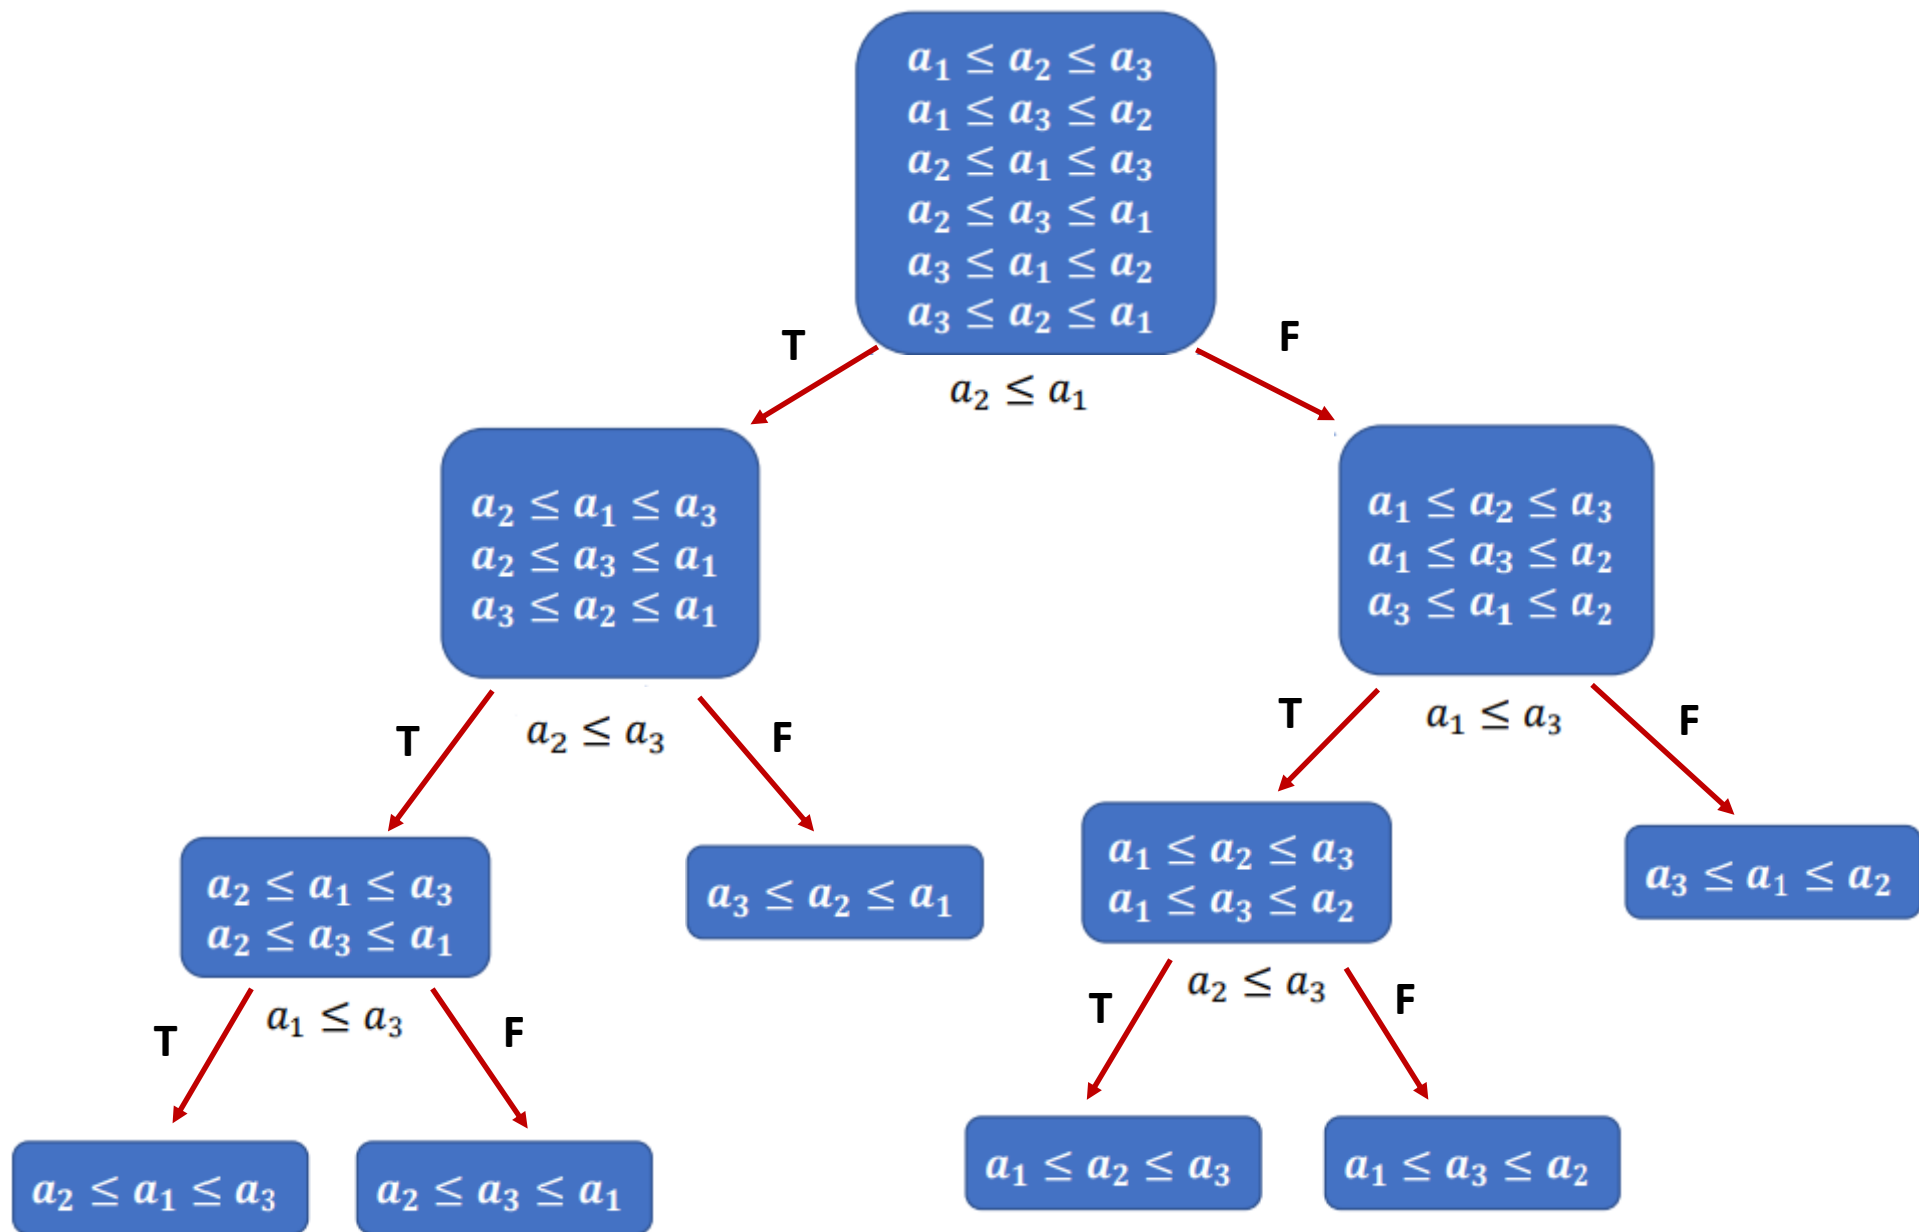 a₁ ≤ a₂ ≤ a₃
a₁ ≤ a₃ ≤ a₂
a₂ ≤ a₁ ≤ a₃
a₂ ≤ a₃ ≤ a₁
a₃ ≤ a₁ ≤ a₂
a₃ ≤ a₂ ≤ a₁
T
F
a₂ ≤ a₁
a₂ ≤ a₁ ≤ a₃
a₂ ≤ a₃ ≤ a₁
a₃ ≤ a₂ ≤ a₁
a₁ ≤ a₂ ≤ a₃
a₁ ≤ a₃ ≤ a₂
a₃ ≤ a₁ ≤ a₂
T
a₂ ≤ a₃
F
T
a₁ ≤ a₃
F
a₂ ≤ a₁ ≤ a₃
a₂ ≤ a₃ ≤ a₁
a₃ ≤ a₂ ≤ a₁
a₁ ≤ a₂ ≤ a₃
a₁ ≤ a₃ ≤ a₂
a₃ ≤ a₁ ≤ a₂
T
a₁ ≤ a₃
F
T
a₂ ≤ a₃
F
a₂ ≤ a₁ ≤ a₃
a₂ ≤ a₃ ≤ a₁
a₁ ≤ a₂ ≤ a₃
a₁ ≤ a₃ ≤ a₂